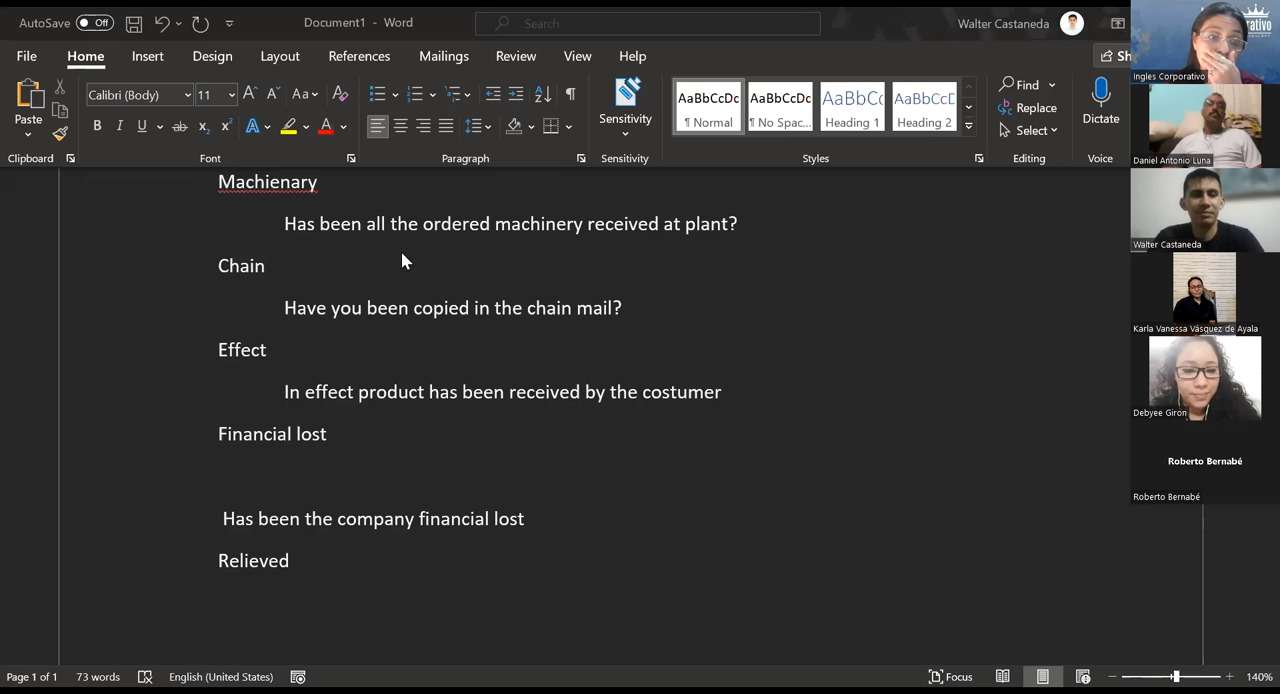 AutoSave Off Document1 - Word Search Walter Castaneda
File Home Insert Design Layout References Mailings Review View Help Sh
Ingles Corporativo
Paste Calibri (Body) 11 Aa Sensitivity AaBbCcDc AaBbCcDc AaBbCc AaBbCcD Find Replace Select Dictate
¶ Normal ¶ No Spac... Heading 1 Heading 2
Clipboard Font Paragraph Sensitivity Styles Editing Voice
Daniel Antonio Luna
Machienary
Has been all the ordered machinery received at plant?
Walter Castaneda
Chain
Have you been copied in the chain mail?
Karla Vanessa Vásquez de Ayala
Effect
In effect product has been received by the costumer
Debyee Giron
Financial lost
Roberto Bernabé
Roberto Bernabé
Has been the company financial lost
Relieved
Page 1 of 1 73 words English (United States) Focus 140%